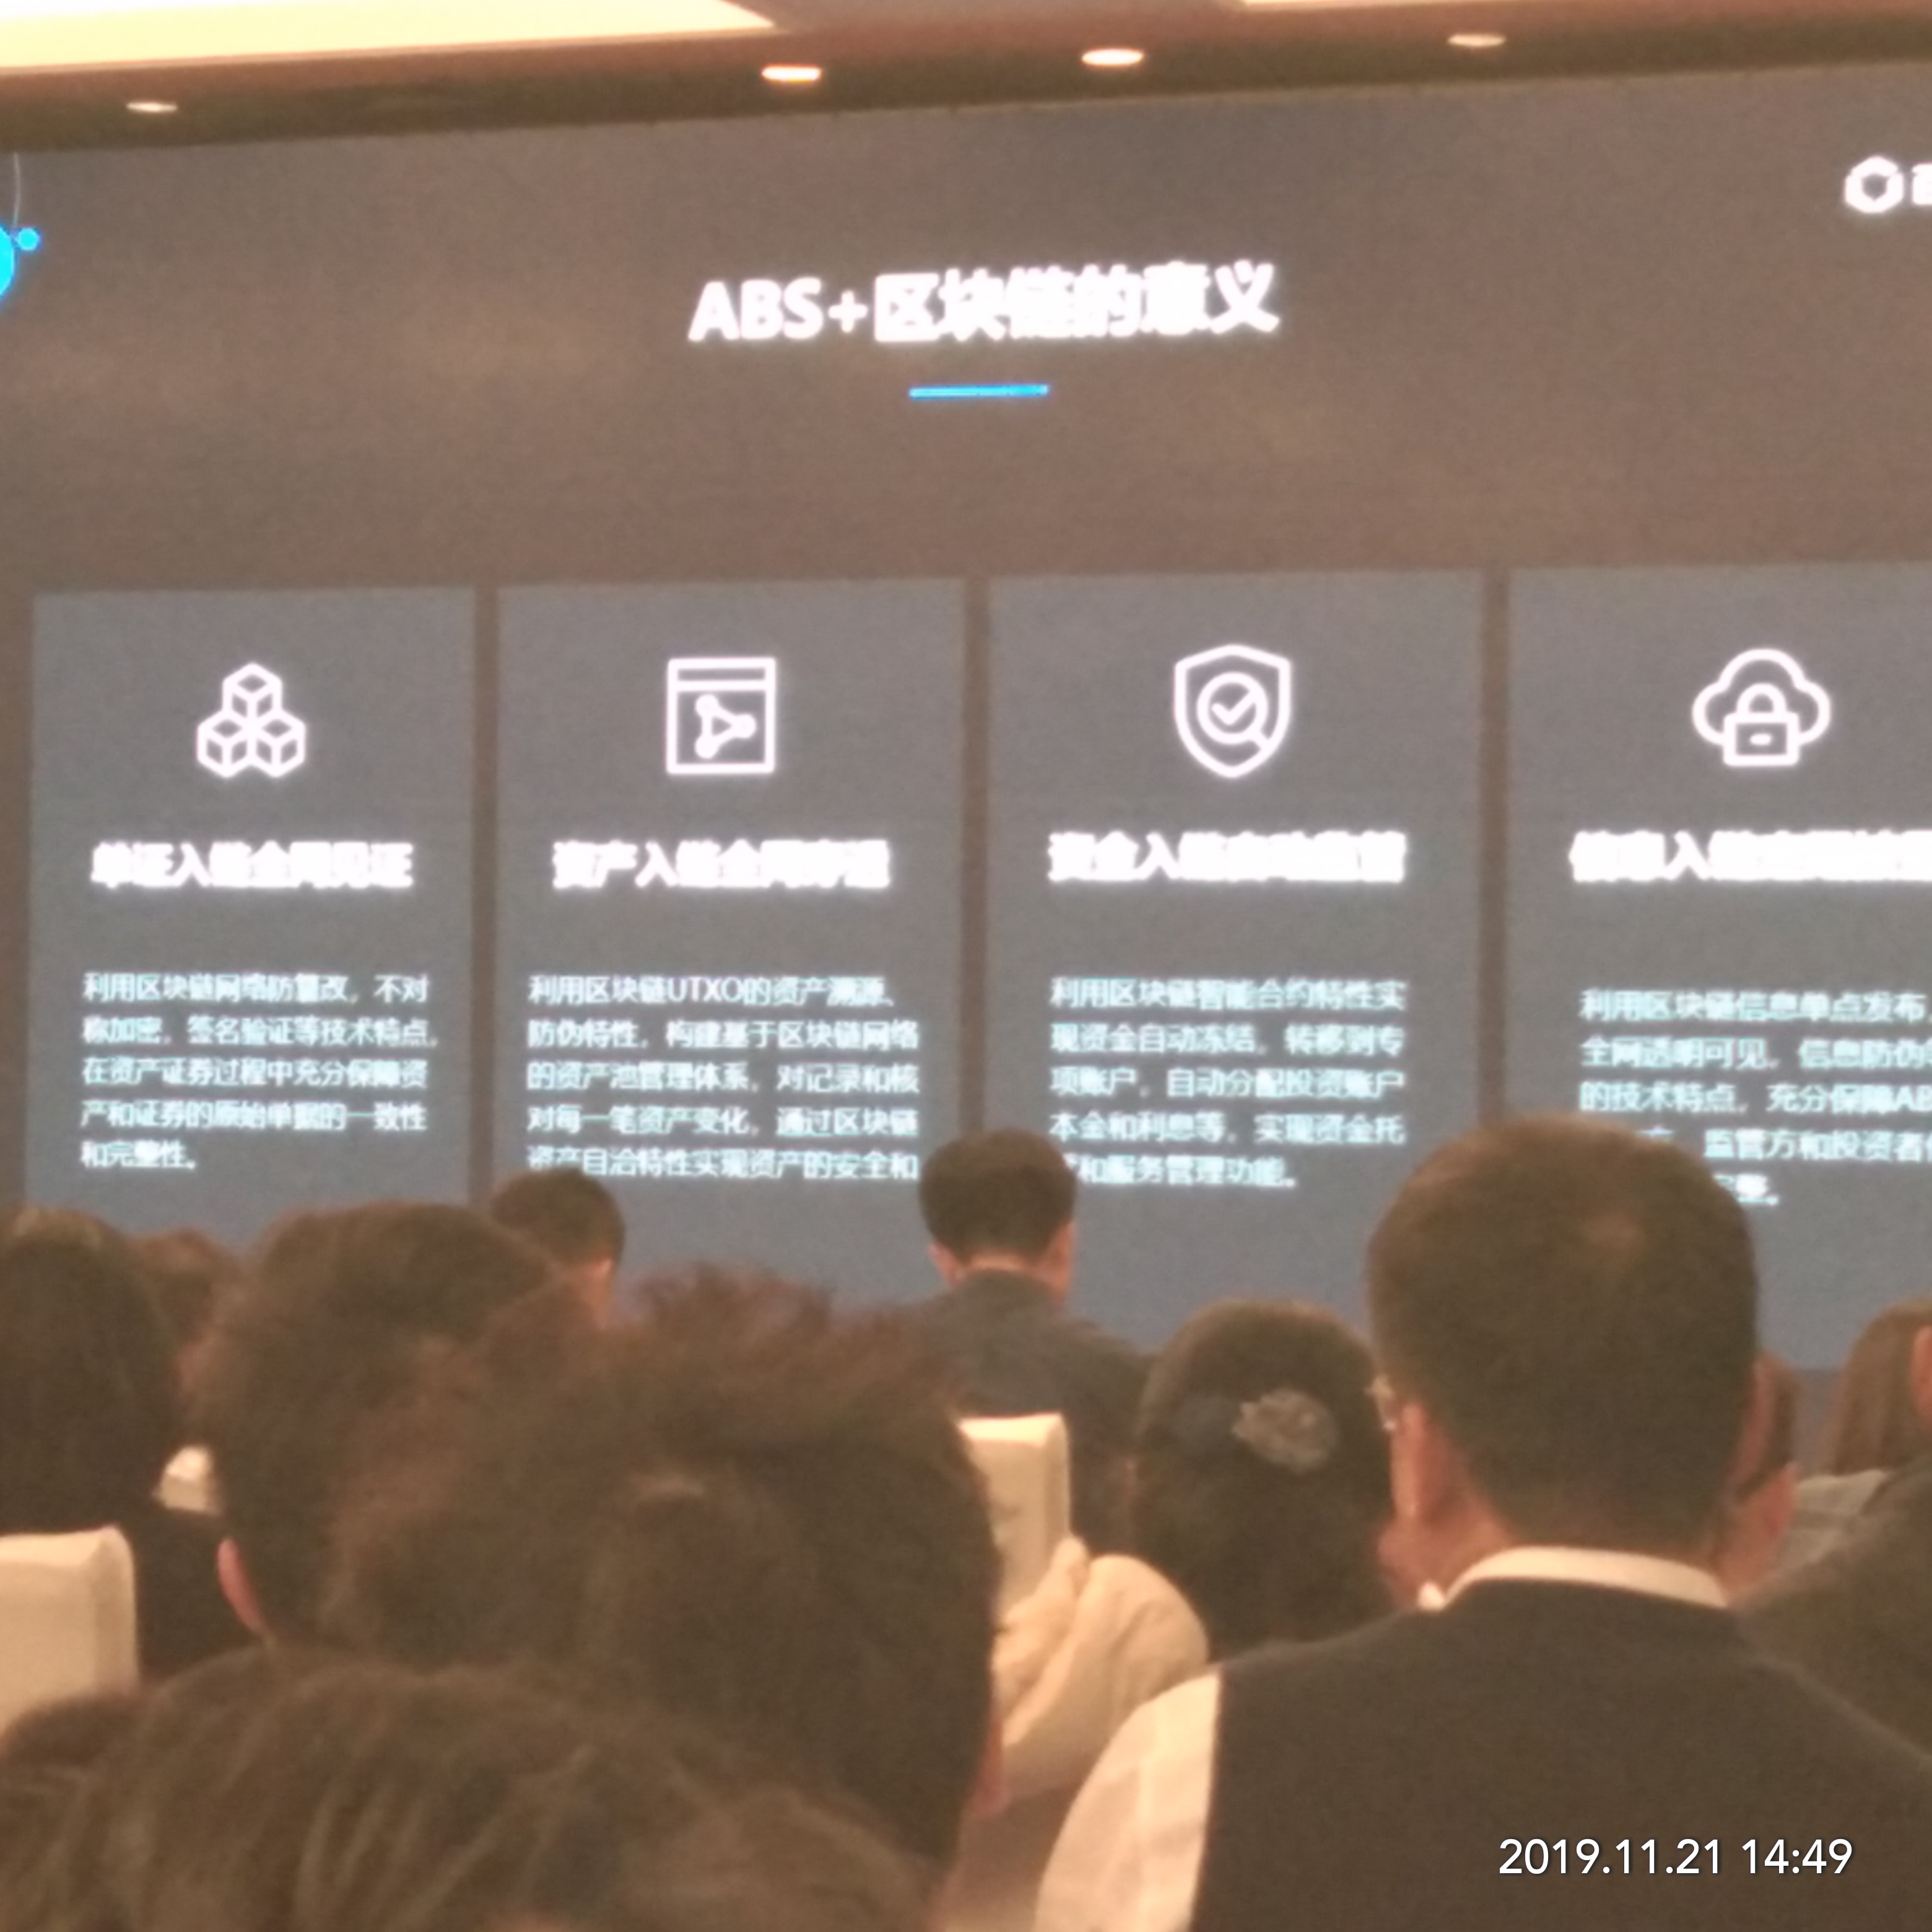 ABS+区块链的意义
单证入链全网见证
利用区块链网络防篡改，不对
称加密，签名验证等技术特点，
在资产证券过程中充分保障资
产和证券的原始单据的一致性
和完整性。
资产入链全网穿透
利用区块链UTXO的资产溯源、
防伪特性，构建基于区块链网络
的资产池管理体系，对记录和核
对每一笔资产变化，通过区块链
资产自治特性实现资产的安全和
资金入链自动监管
利用区块链智能合约特性实
现资金自动冻结，转移到专
项账户，自动分配投资账户
本金和利息等，实现资金托
和服务管理功能。
信息入链
利用区块链信息单点发布，
全网透明可见，信息防伪
的技术特点，充分保障AB
监管方和投资者
2019.11.21 14:49